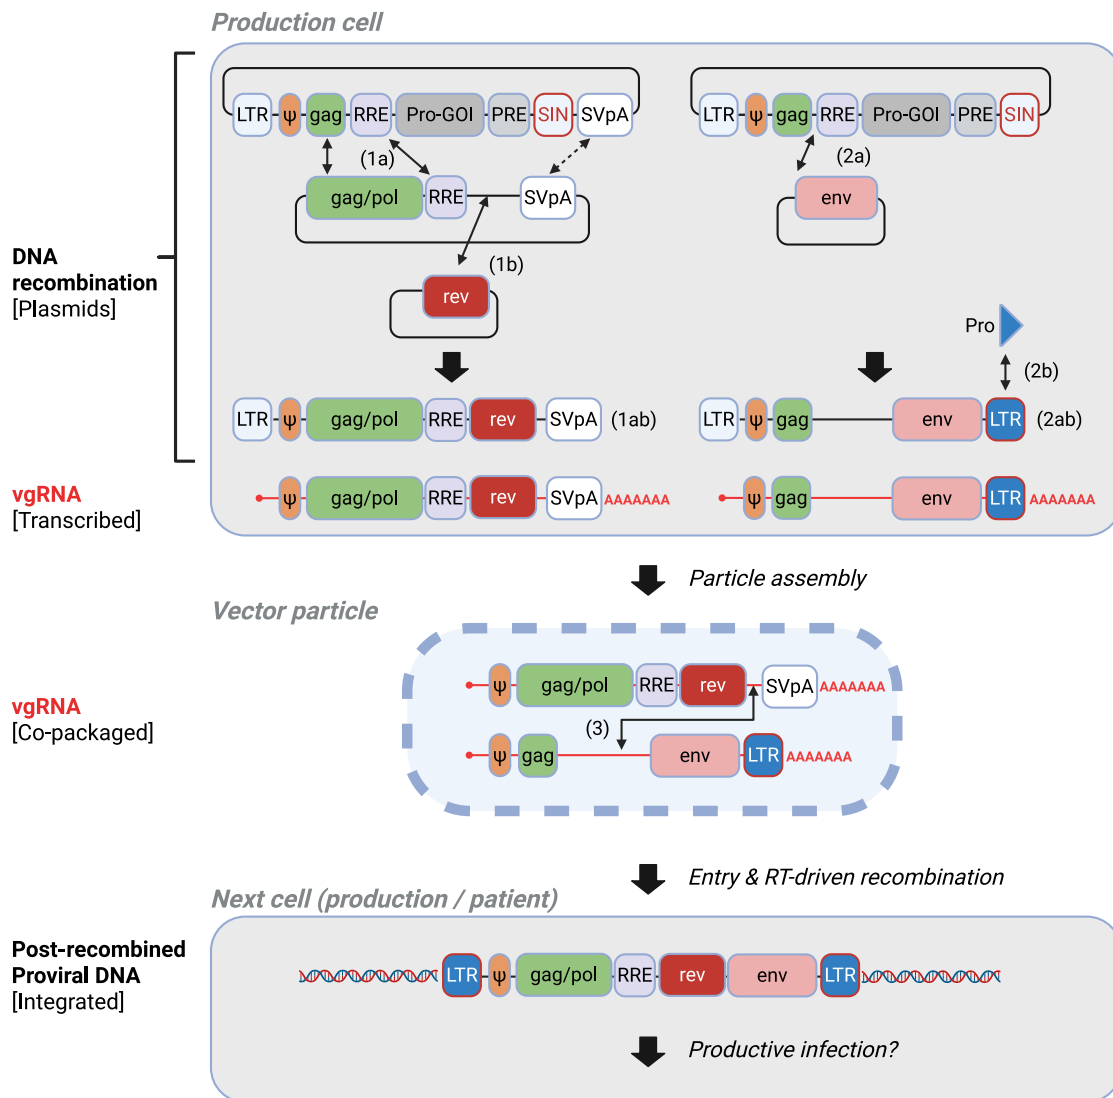 Production cell
LTR ψ gag RRE Pro-GOI PRE SIN SVpA
LTR ψ gag RRE Pro-GOI PRE SIN
(1a)
(2a)
gag/pol RRE SVpA
env
DNA
recombination
[Plasmids]
(1b)
rev
Pro
(2b)
LTR ψ gag/pol RRE rev SVpA (1ab)
LTR ψ gag env LTR (2ab)
vgRNA
[Transcribed]
ψ gag/pol RRE rev SVpA AAAAAAA
ψ gag env LTR AAAAAAA
Particle assembly
Vector particle
vgRNA
[Co-packaged]
ψ gag/pol RRE rev SVpA AAAAAAA
(3)
ψ gag env LTR AAAAAAA
Entry & RT-driven recombination
Next cell (production / patient)
Post-recombined
Proviral DNA
[Integrated]
LTR ψ gag/pol RRE rev env LTR
Productive infection?